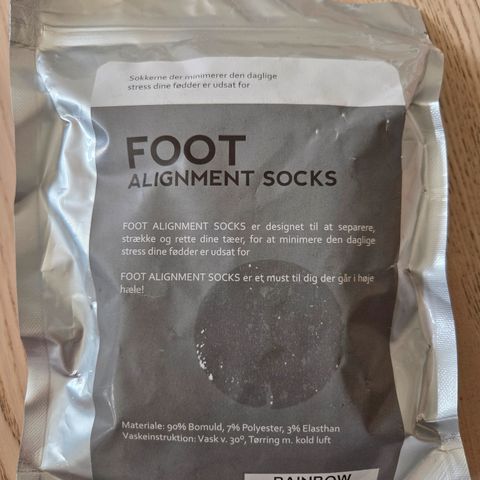 Sokkerne der minimerer den daglige
stress dine fødder er udsat for
FOOT
ALIGNMENT SOCKS
FOOT ALIGNMENT SOCKS er designet til at separere,
strække og rette dine tæer, for at minimere den daglige
stress dine fødder er udsat for
FOOT ALIGNMENT SOCKS er et must til dig der går i høje
hæle!
Materiale: 90% Bomuld, 7% Polyester, 3% Elasthan
Vaskeinstruktion: Vask v. 30º, Tørring m. kold luft
RAINBOW